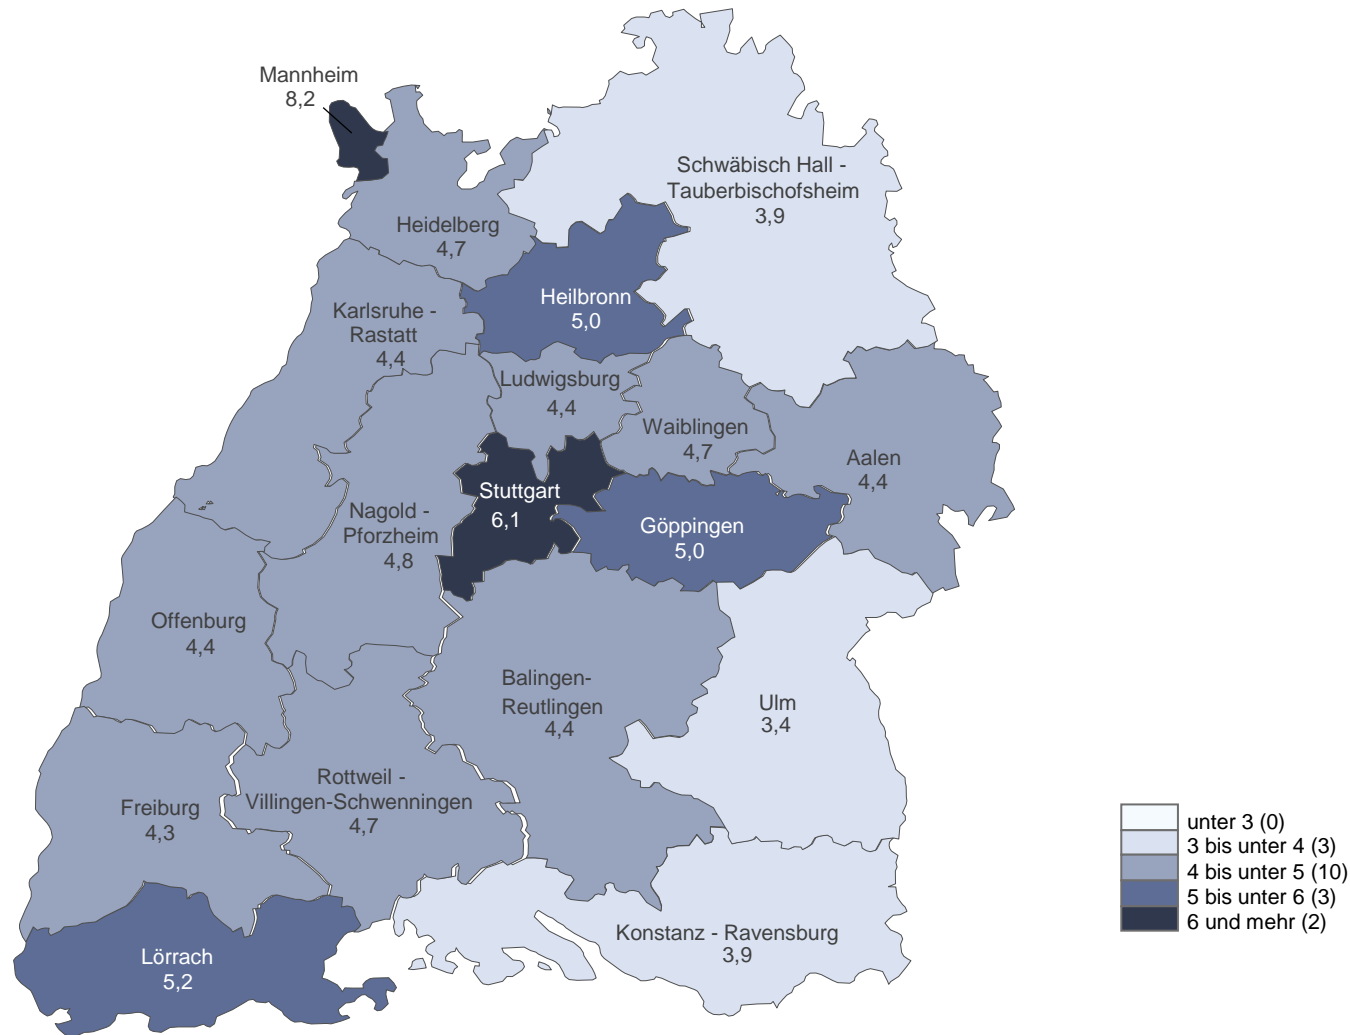 Mannheim
8,2
Schwäbisch Hall -
Tauberbischofsheim
3,9
Heidelberg
4,7
Heilbronn
5,0
Karlsruhe -
Rastatt
4,4
Ludwigsburg
4,4
Waiblingen
4,7
Aalen
4,4
Stuttgart
6,1
Nagold -
Pforzheim
4,8
Göppingen
5,0
Offenburg
4,4
Balingen-
Reutlingen
4,4
Ulm
3,4
Rottweil -
Villingen-Schwenningen
4,7
Freiburg
4,3
Lörrach
5,2
Konstanz - Ravensburg
3,9
unter 3 (0)
3 bis unter 4 (3)
4 bis unter 5 (10)
5 bis unter 6 (3)
6 und mehr (2)